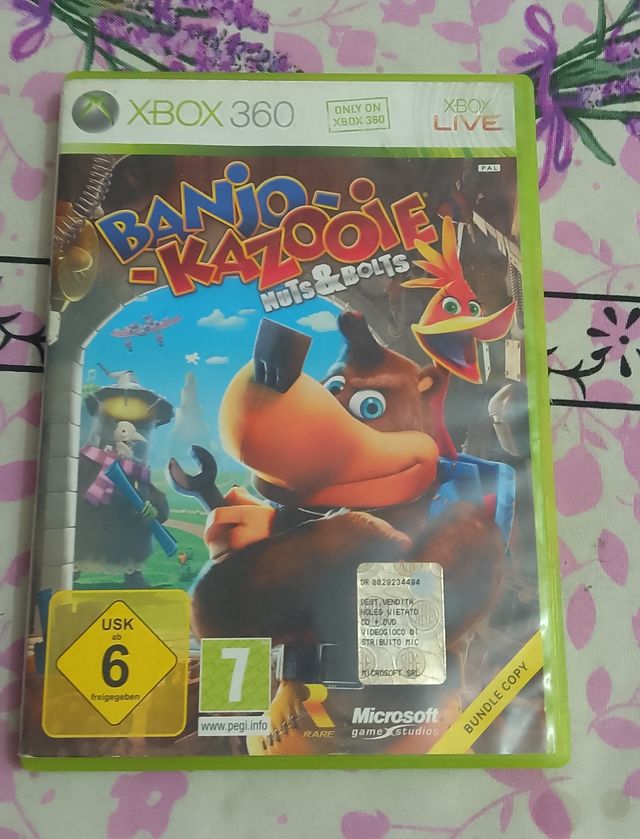 XBOX 360
ONLY ON
XBOX 360
XBOX
LIVE
PAL
BANJO-
-KAZOOIE
NUTS & BOLTS
DR 0029234494
DEST.VENDITA
NOLEG VIETATO
CD + DVD
VIDEOGIOCO DI
STRIBUITO MIC
MICROSOFT SRL
USK
ab
6
freigegeben
7
www.pegi.info
R
RARE
Microsoft
game studios
BUNDLE COPY